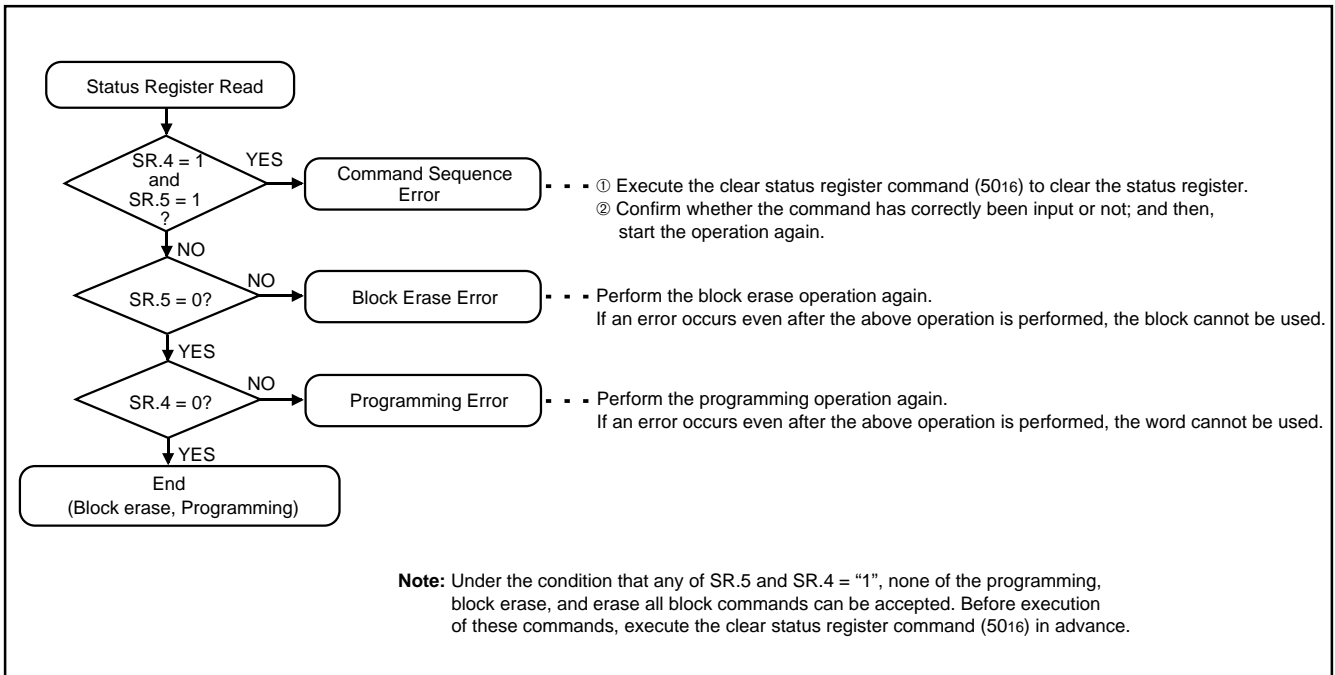 Status Register Read
SR.4 = 1
and
SR.5 = 1
?
YES
Command Sequence
Error
① Execute the clear status register command (5016) to clear the status register.
② Confirm whether the command has correctly been input or not; and then,
start the operation again.
NO
SR.5 = 0?
NO
Block Erase Error
Perform the block erase operation again.
If an error occurs even after the above operation is performed, the block cannot be used.
YES
SR.4 = 0?
NO
Programming Error
Perform the programming operation again.
If an error occurs even after the above operation is performed, the word cannot be used.
YES
End
(Block erase, Programming)
Note: Under the condition that any of SR.5 and SR.4 = “1”, none of the programming,
block erase, and erase all block commands can be accepted. Before execution
of these commands, execute the clear status register command (5016) in advance.